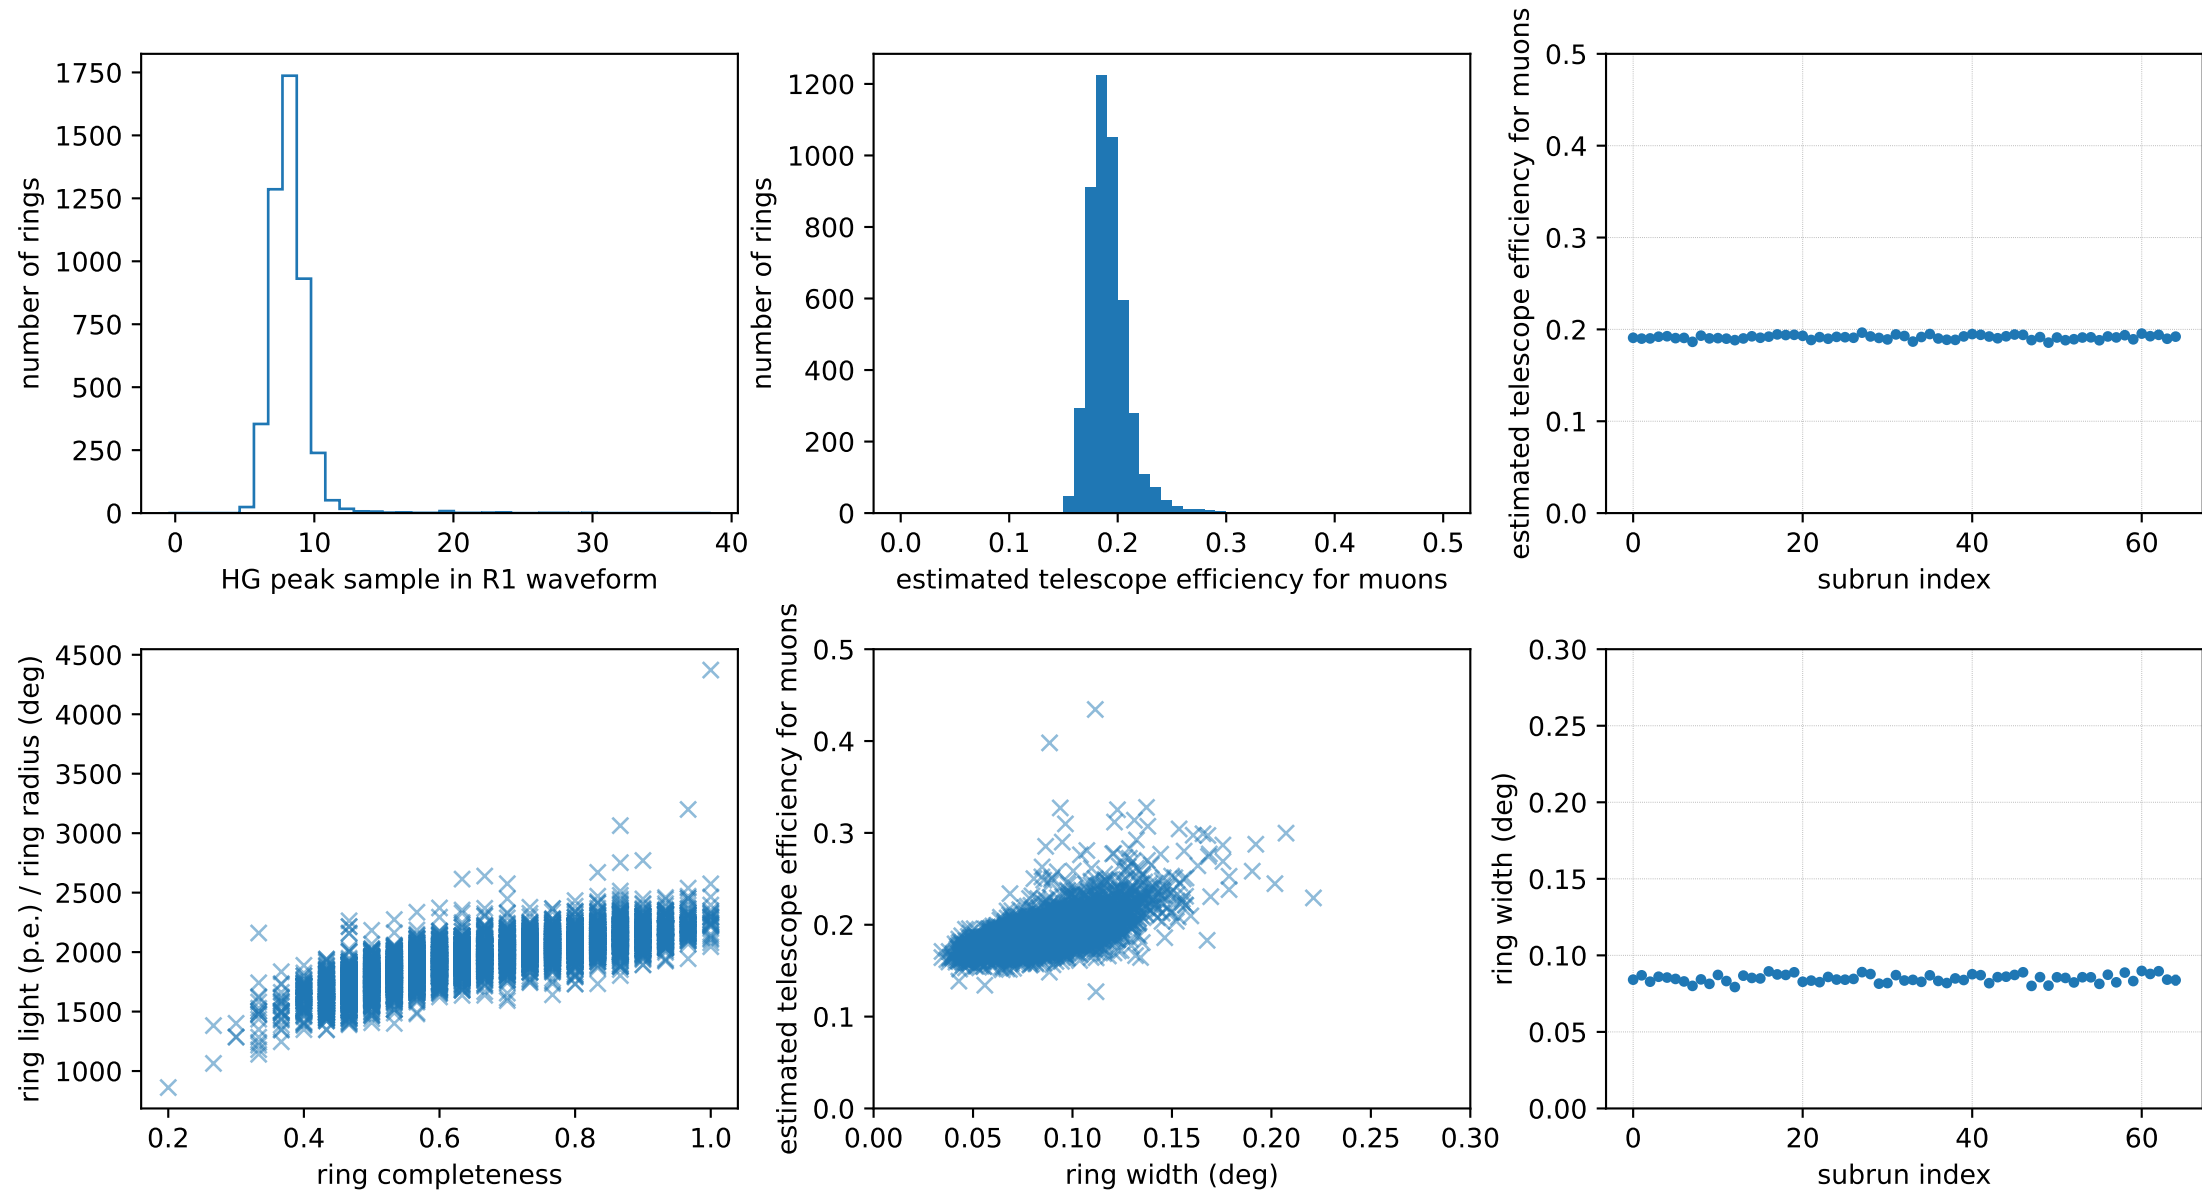 number of rings
1750
1500
1250
1000
750
500
250
0
0 10 20 30 40
HG peak sample in R1 waveform
number of rings
1200
1000
800
600
400
200
0
0.0 0.1 0.2 0.3 0.4 0.5
estimated telescope efficiency for muons
estimated telescope efficiency for muons
0.5
0.4
0.3
0.2
0.1
0.0
0 20 40 60
subrun index
ring light (p.e.) / ring radius (deg)
4500
4000
3500
3000
2500
2000
1500
1000
0.2 0.4 0.6 0.8 1.0
ring completeness
estimated telescope efficiency for muons
0.5
0.4
0.3
0.2
0.1
0.0
0.00 0.05 0.10 0.15 0.20 0.25 0.30
ring width (deg)
ring width (deg)
0.30
0.25
0.20
0.15
0.10
0.05
0.00
0 20 40 60
subrun index